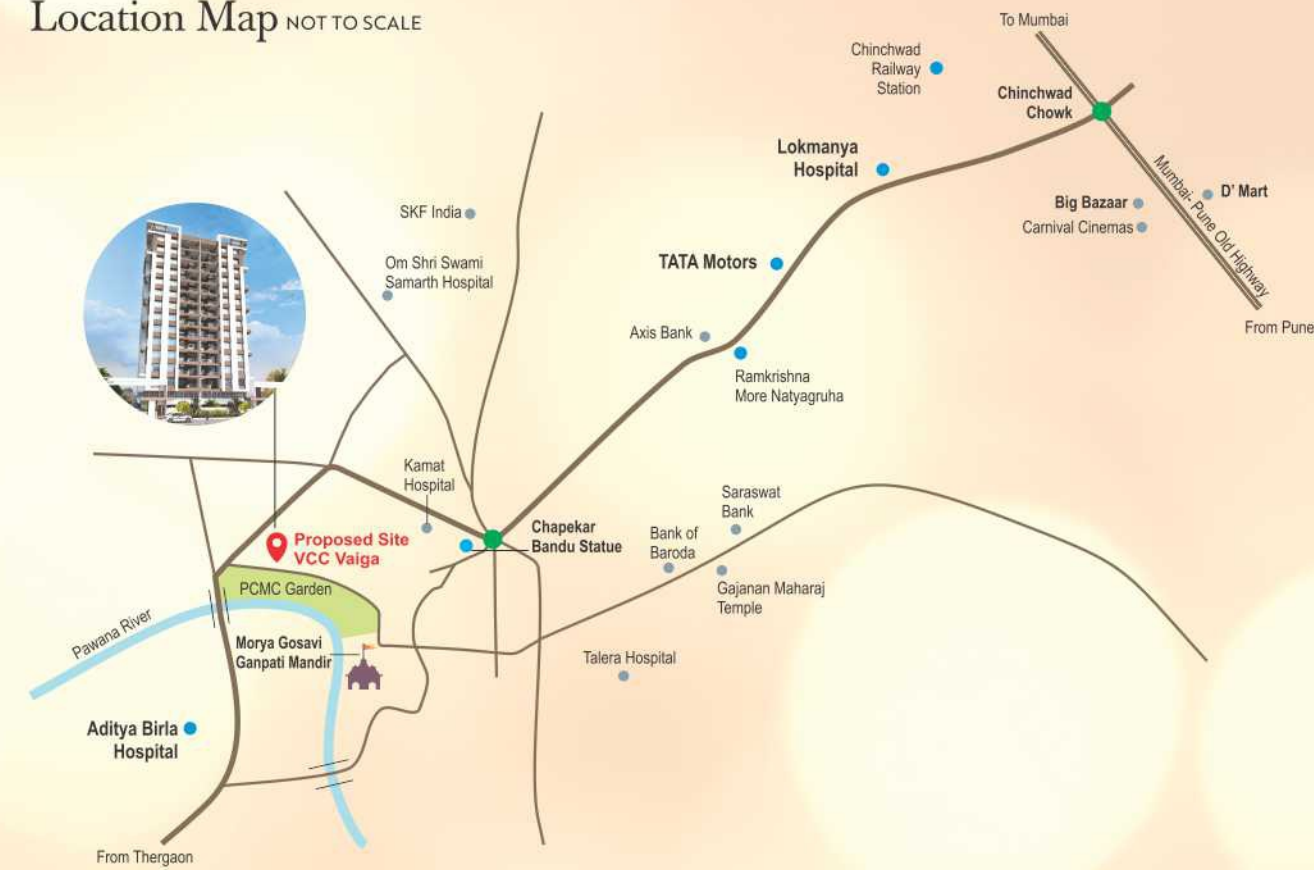 Location Map NOT TO SCALE
To Mumbai
Chinchwad
Railway
Station
Chinchwad
Chowk
Lokmanya
Hospital
Mumbai- Pune Old Highway
D' Mart
Big Bazaar
Carnival Cinemas
From Pune
SKF India
Om Shri Swami
Samarth Hospital
TATA Motors
Axis Bank
Ramkrishna
More Natyagruha
Kamat
Hospital
Saraswat
Bank
Chapekar
Bandu Statue
Bank of
Baroda
Proposed Site
VCC Vaiga
PCMC Garden
Gajanan Maharaj
Temple
Pawana River
Morya Gosavi
Ganpati Mandir
Talera Hospital
Aditya Birla
Hospital
From Thergaon